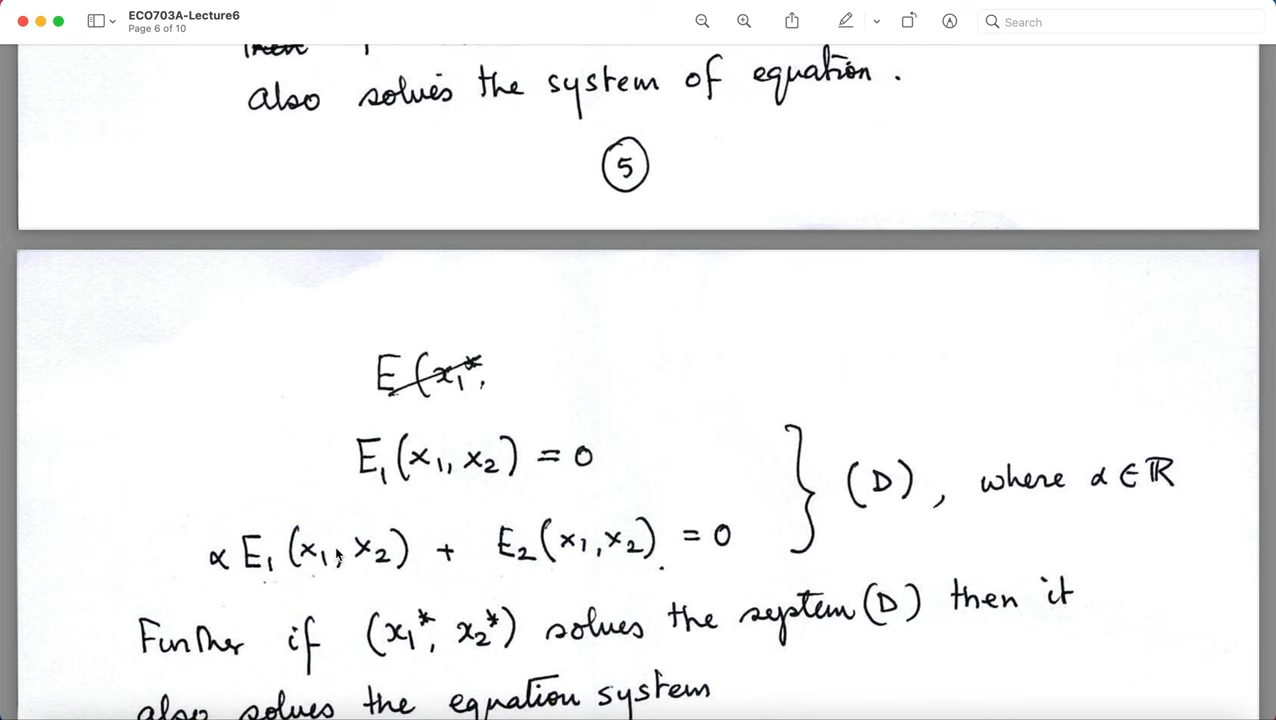 ECO703A-Lecture6
Page 6 of 10
Search
also solves the system of equation.
5
E(x₁*,
E₁(x₁, x₂) = 0
(D), where α ∈ ℝ
α E₁(x₁, x₂) + E₂(x₁, x₂) = 0
Further if (x₁*, x₂*) solves the septem (D) then it
also solves the equation system